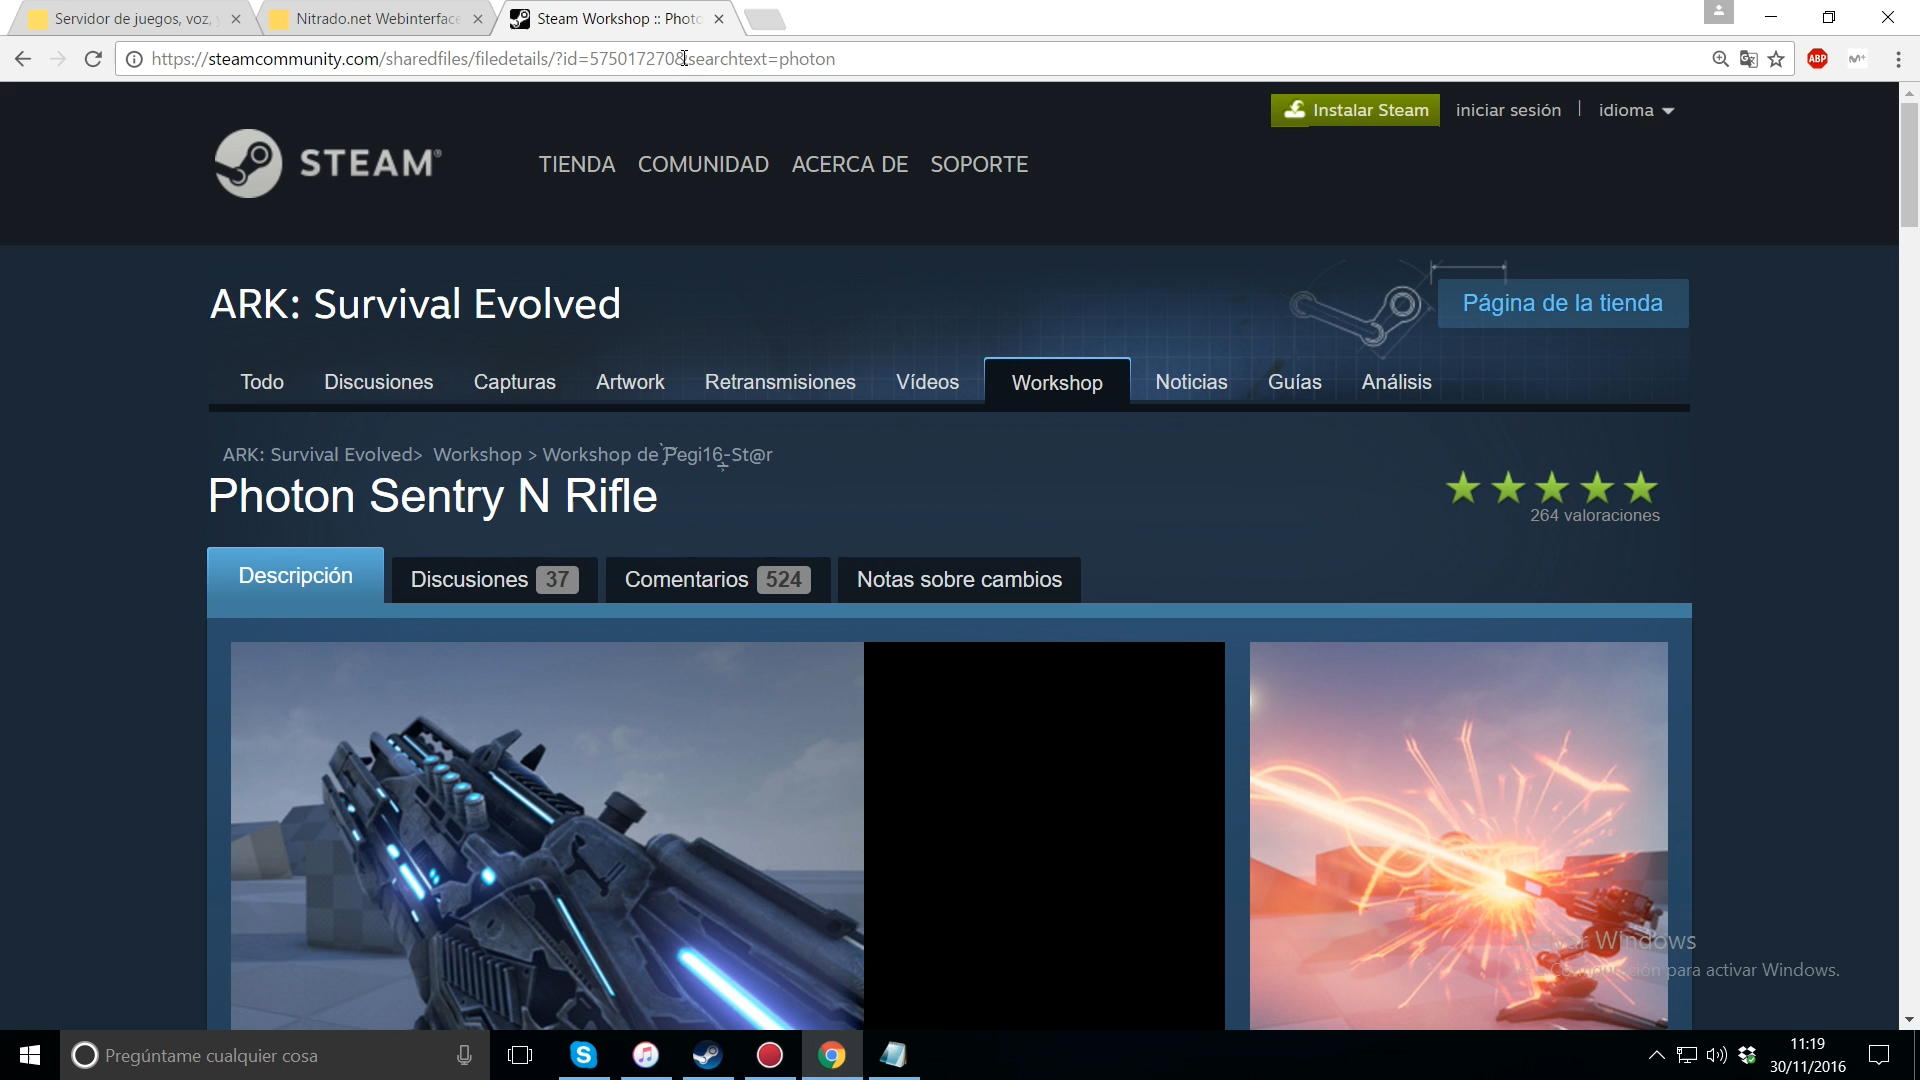 Servidor de juegos, voz,
Nitrado.net Webinterface
Steam Workshop :: Photo
https://steamcommunity.com/sharedfiles/filedetails/?id=575017270&searchtext=photon
ABP
Instalar Steam
iniciar sesión | idioma
STEAM®
TIENDA COMUNIDAD ACERCA DE SOPORTE
ARK: Survival Evolved
Página de la tienda
Todo Discusiones Capturas Artwork Retransmisiones Vídeos Workshop Noticias Guías Análisis
ARK: Survival Evolved> Workshop > Workshop de Pegi16-St@r
Photon Sentry N Rifle
264 valoraciones
Descripción Discusiones 37 Comentarios 524 Notas sobre cambios
Windows
para activar Windows.
Pregúntame cualquier cosa
11:19
30/11/2016